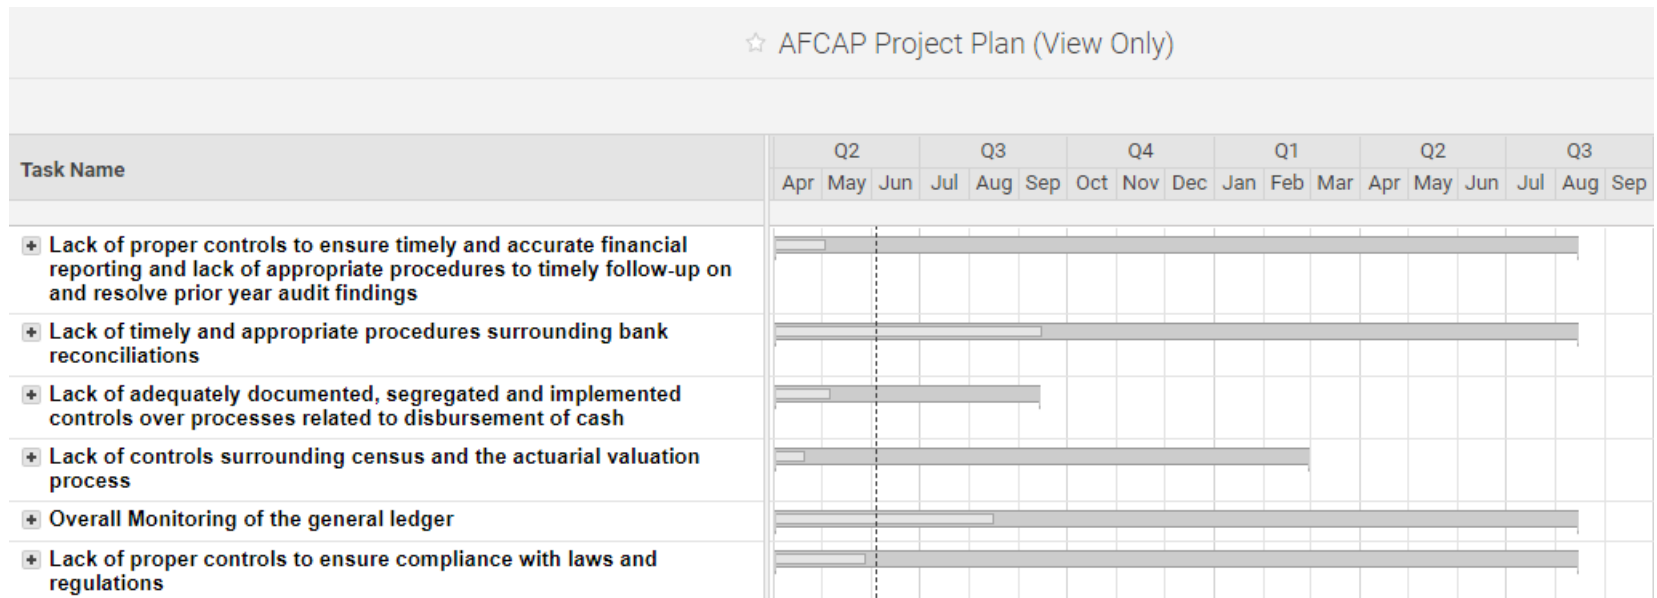 AFCAP Project Plan (View Only)
Task Name
Q2 Q3 Q4 Q1 Q2 Q3
Apr May Jun Jul Aug Sep Oct Nov Dec Jan Feb Mar Apr May Jun Jul Aug Sep
Lack of proper controls to ensure timely and accurate financial
reporting and lack of appropriate procedures to timely follow-up on
and resolve prior year audit findings
Lack of timely and appropriate procedures surrounding bank
reconciliations
Lack of adequately documented, segregated and implemented
controls over processes related to disbursement of cash
Lack of controls surrounding census and the actuarial valuation
process
Overall Monitoring of the general ledger
Lack of proper controls to ensure compliance with laws and
regulations